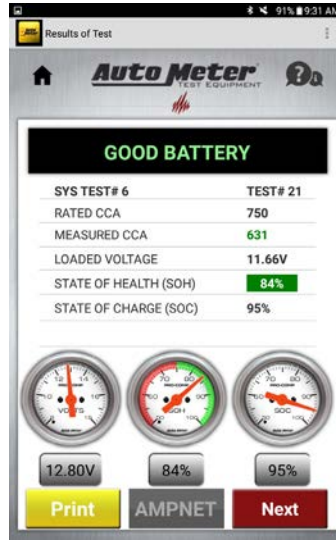 91% 9:31 AM
Results of Test
Auto Meter
TEST EQUIPMENT
GOOD BATTERY
SYS TEST# 6 TEST# 21
RATED CCA 750
MEASURED CCA 631
LOADED VOLTAGE 11.66V
STATE OF HEALTH (SOH) 84%
STATE OF CHARGE (SOC) 95%
VOLTS SOH SOC
12.80V 84% 95%
Print AMPNET Next